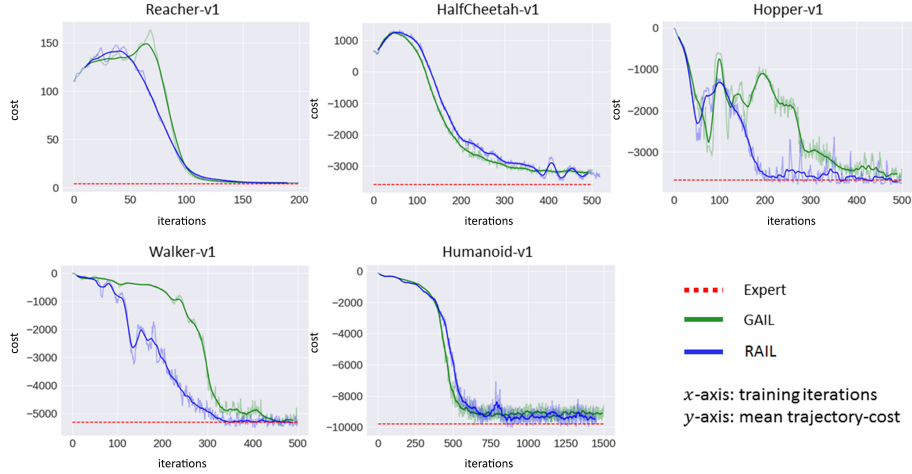 Reacher-v1
150
100
50
0
cost
0 50 100 150 200
iterations
HalfCheetah-v1
1000
0
−1000
−2000
−3000
cost
0 100 200 300 400 500
iterations
Hopper-v1
0
−1000
−2000
−3000
cost
0 100 200 300 400 500
iterations
Walker-v1
0
−1000
−2000
−3000
−4000
−5000
cost
0 100 200 300 400 500
iterations
Humanoid-v1
0
−2000
−4000
−6000
−8000
−10000
cost
0 250 500 750 1000 1250 1500
iterations
Expert
GAIL
RAIL
x-axis: training iterations
y-axis: mean trajectory-cost